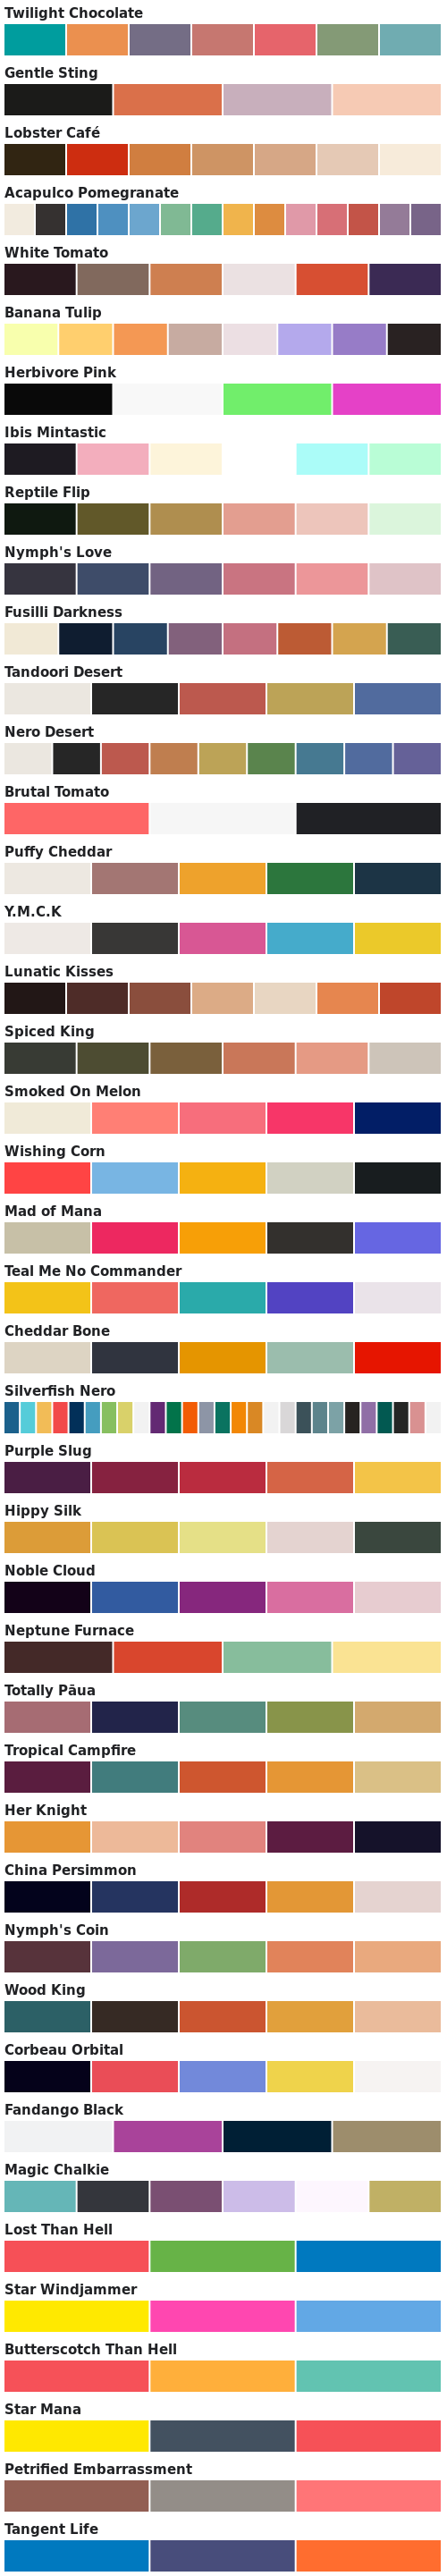 Twilight Chocolate
Gentle Sting
Lobster Café
Acapulco Pomegranate
White Tomato
Banana Tulip
Herbivore Pink
Ibis Mintastic
Reptile Flip
Nymph's Love
Fusilli Darkness
Tandoori Desert
Nero Desert
Brutal Tomato
Puffy Cheddar
Y.M.C.K
Lunatic Kisses
Spiced King
Smoked On Melon
Wishing Corn
Mad of Mana
Teal Me No Commander
Cheddar Bone
Silverfish Nero
Purple Slug
Hippy Silk
Noble Cloud
Neptune Furnace
Totally Pāua
Tropical Campfire
Her Knight
China Persimmon
Nymph's Coin
Wood King
Corbeau Orbital
Fandango Black
Magic Chalkie
Lost Than Hell
Star Windjammer
Butterscotch Than Hell
Star Mana
Petrified Embarrassment
Tangent Life